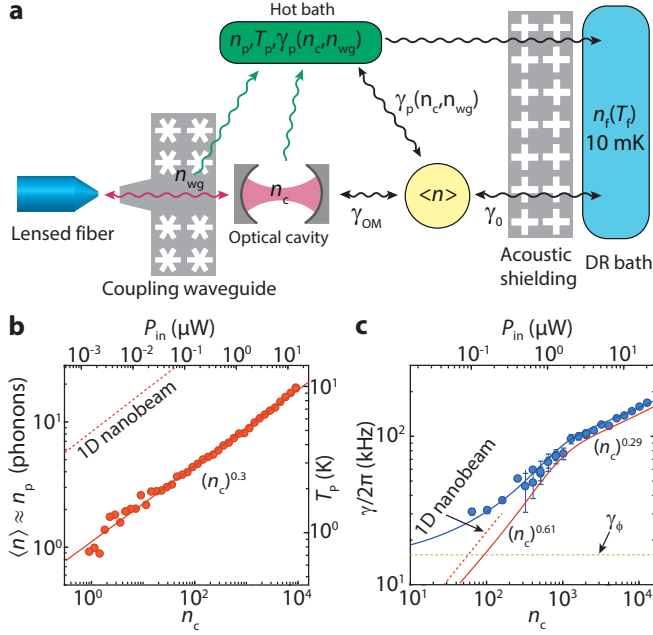 a
Hot bath
n_p,T_p,γ_p(n_c,n_wg)
γ_p(n_c,n_wg)
n_f(T_f)
10 mK
n_wg
n_c
<n>
γ_OM
γ_0
Lensed fiber
Optical cavity
Coupling waveguide
Acoustic
shielding
DR bath
b
P_in (μW)
10^-3 10^-2 10^-1 10^0 10^1
⟨n⟩ ≈ n_p (phonons)
10^1
10^0
1D nanobeam
(n_c)^0.3
10^1
10^0
T_p (K)
10^0 10^2 10^4
n_c
c
P_in (μW)
10^-1 10^0 10^1
γ/2π (kHz)
10^2
10^1
1D nanobeam
(n_c)^0.61
(n_c)^0.29
γ_ϕ
10^1 10^2 10^3 10^4
n_c